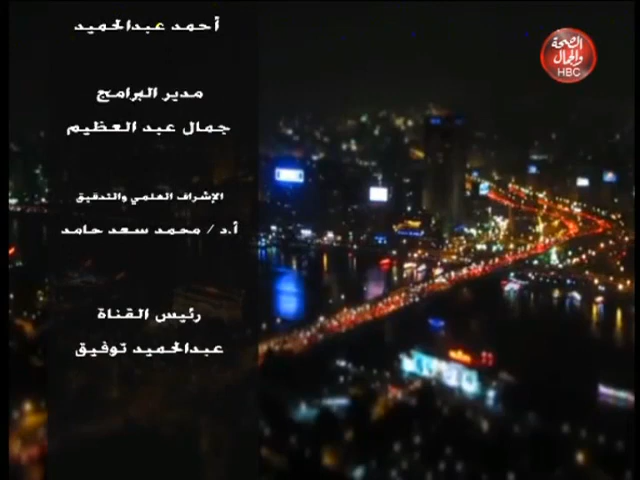 أحمد عبدالحميد
مدير البرامج
جمال عبد العظيم
الإشراف العلمي والتدقيق
أ.د / محمد سعد حامد
رئيس القناة
عبدالحميد توفيق
الصحة
والجمال
HBC